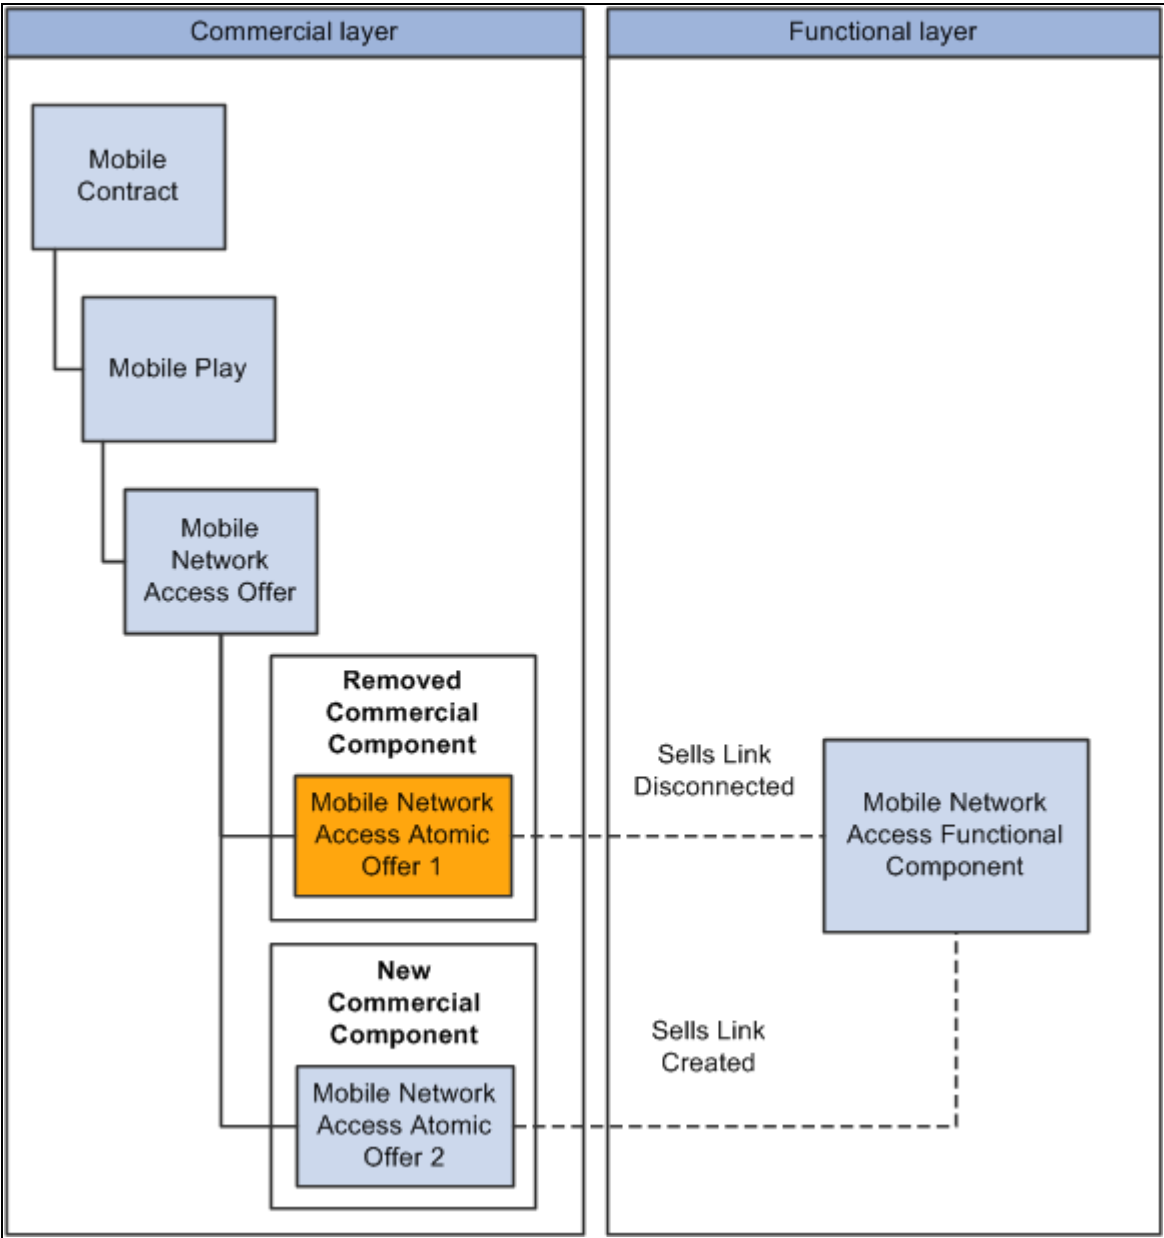 Commercial layer
Functional layer
Mobile
Contract
Mobile Play
Mobile
Network
Access Offer
Removed
Commercial
Component
Mobile Network
Access Atomic
Offer 1
Sells Link
Disconnected
Mobile Network
Access Functional
Component
New
Commercial
Component
Mobile Network
Access Atomic
Offer 2
Sells Link
Created